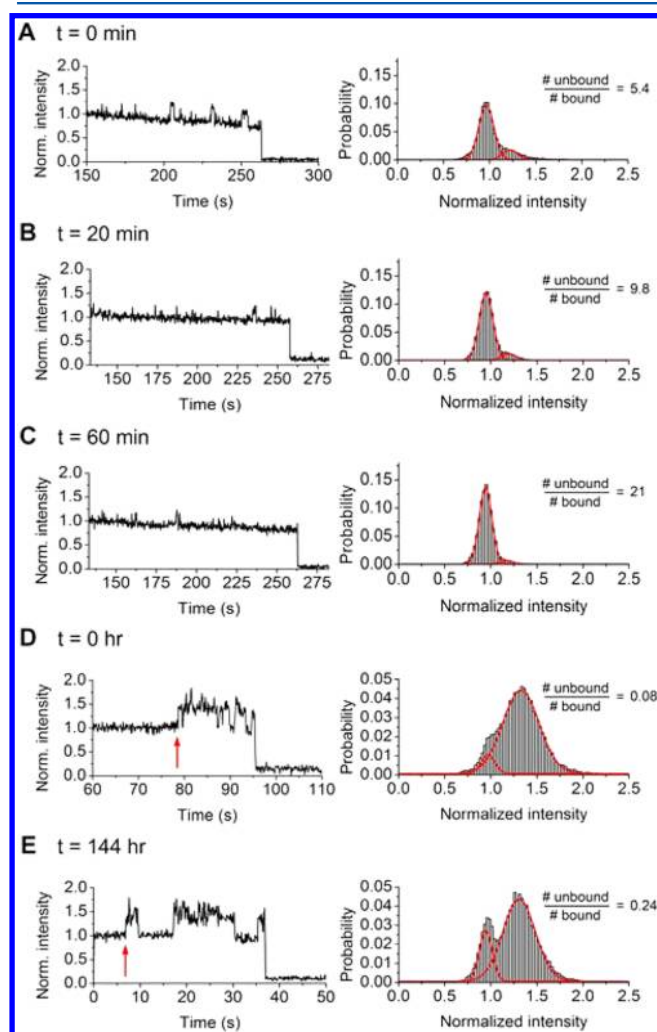 A t = 0 min
Norm. intensity
2.0
1.5
1.0
0.5
0.0
150 200 250 300
Time (s)
Probability
0.15
0.10
0.05
0.00
0.0 0.5 1.0 1.5 2.0 2.5
Normalized intensity
# unbound
# bound
= 5.4
B t = 20 min
Norm. intensity
2.0
1.5
1.0
0.5
0.0
150 175 200 225 250 275
Time (s)
Probability
0.15
0.10
0.05
0.00
0.0 0.5 1.0 1.5 2.0 2.5
Normalized intensity
# unbound
# bound
= 9.8
C t = 60 min
Norm. intensity
2.0
1.5
1.0
0.5
0.0
150 175 200 225 250 275
Time (s)
Probability
0.15
0.10
0.05
0.00
0.0 0.5 1.0 1.5 2.0 2.5
Normalized intensity
# unbound
# bound
= 21
D t = 0 hr
Norm. intensity
2.0
1.5
1.0
0.5
0.0
60 70 80 90 100 110
Time (s)
Probability
0.05
0.04
0.03
0.02
0.01
0.00
0.0 0.5 1.0 1.5 2.0 2.5
Normalized intensity
# unbound
# bound
= 0.08
E t = 144 hr
Norm. intensity
2.0
1.5
1.0
0.5
0.0
0 10 20 30 40 50
Time (s)
Probability
0.05
0.04
0.03
0.02
0.01
0.00
0.0 0.5 1.0 1.5 2.0 2.5
Normalized intensity
# unbound
# bound
= 0.24